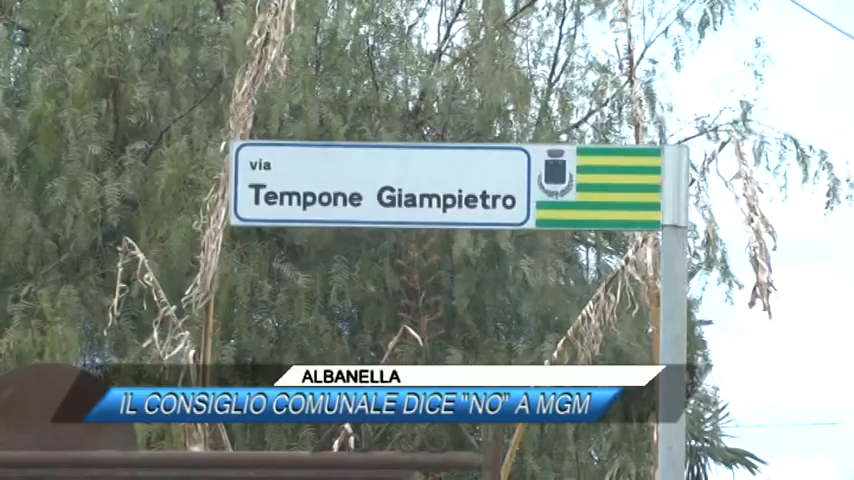 via
Tempone Giampietro
ALBANELLA
IL CONSIGLIO COMUNALE DICE "NO" A MGM